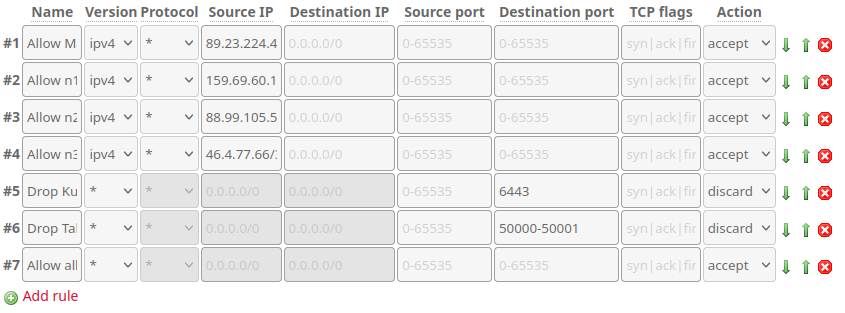 Name Version Protocol Source IP Destination IP Source port Destination port TCP flags Action
#1 Allow M ipv4 * 89.23.224.4 0.0.0.0/0 0-65535 0-65535 syn|ack|fir accept
#2 Allow n1 ipv4 * 159.69.60.1 0.0.0.0/0 0-65535 0-65535 syn|ack|fir accept
#3 Allow n2 ipv4 * 88.99.105.5 0.0.0.0/0 0-65535 0-65535 syn|ack|fir accept
#4 Allow n3 ipv4 * 46.4.77.66/ 0.0.0.0/0 0-65535 0-65535 syn|ack|fir accept
#5 Drop Ku * * 0.0.0.0/0 0.0.0.0/0 0-65535 6443 syn|ack|fir discard
#6 Drop Ta * * 0.0.0.0/0 0.0.0.0/0 0-65535 50000-50001 syn|ack|fir discard
#7 Allow all * * 0.0.0.0/0 0.0.0.0/0 0-65535 0-65535 syn|ack|fir accept
Add rule